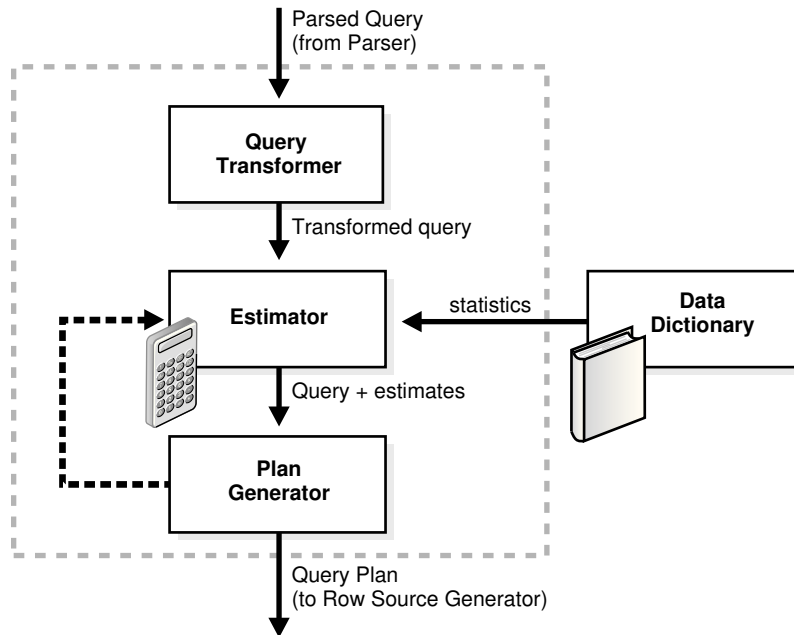 Parsed Query
(from Parser)
Query
Transformer
Transformed query
Estimator
statistics
Data
Dictionary
Query + estimates
Plan
Generator
Query Plan
(to Row Source Generator)